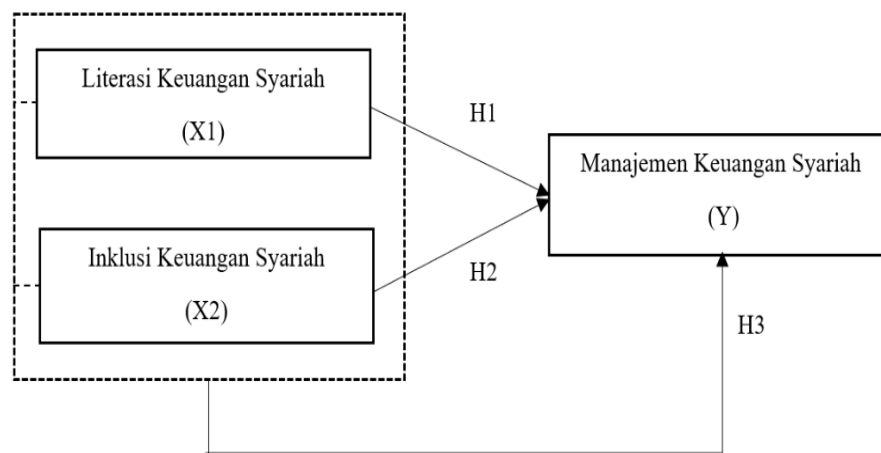 Literasi Keuangan Syariah
(X1)
H1
Manajemen Keuangan Syariah
(Y)
Inklusi Keuangan Syariah
(X2)
H2
H3